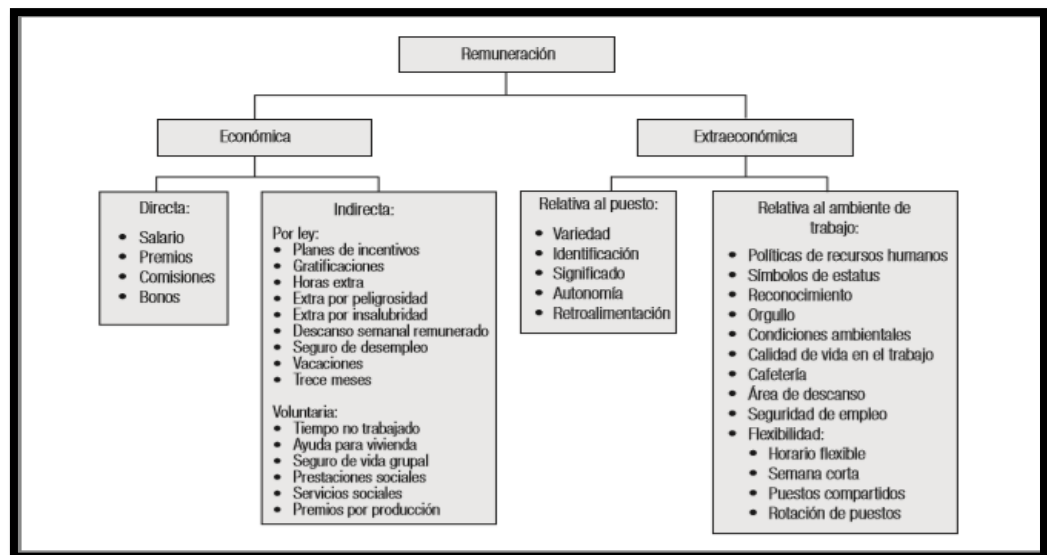 Remuneración
Económica
Extraeconómica
Directa:
• Salario
• Premios
• Comisiones
• Bonos
Indirecta:
Por ley:
• Planes de incentivos
• Gratificaciones
• Horas extra
• Extra por peligrosidad
• Extra por insalubridad
• Descanso semanal remunerado
• Seguro de desempleo
• Vacaciones
• Trece meses
Voluntaria:
• Tiempo no trabajado
• Ayuda para vivienda
• Seguro de vida grupal
• Prestaciones sociales
• Servicios sociales
• Premios por producción
Relativa al puesto:
• Variedad
• Identificación
• Significado
• Autonomía
• Retroalimentación
Relativa al ambiente de
trabajo:
• Políticas de recursos humanos
• Símbolos de estatus
• Reconocimiento
• Orgullo
• Condiciones ambientales
• Calidad de vida en el trabajo
• Cafetería
• Área de descanso
• Seguridad de empleo
• Flexibilidad:
• Horario flexible
• Semana corta
• Puestos compartidos
• Rotación de puestos